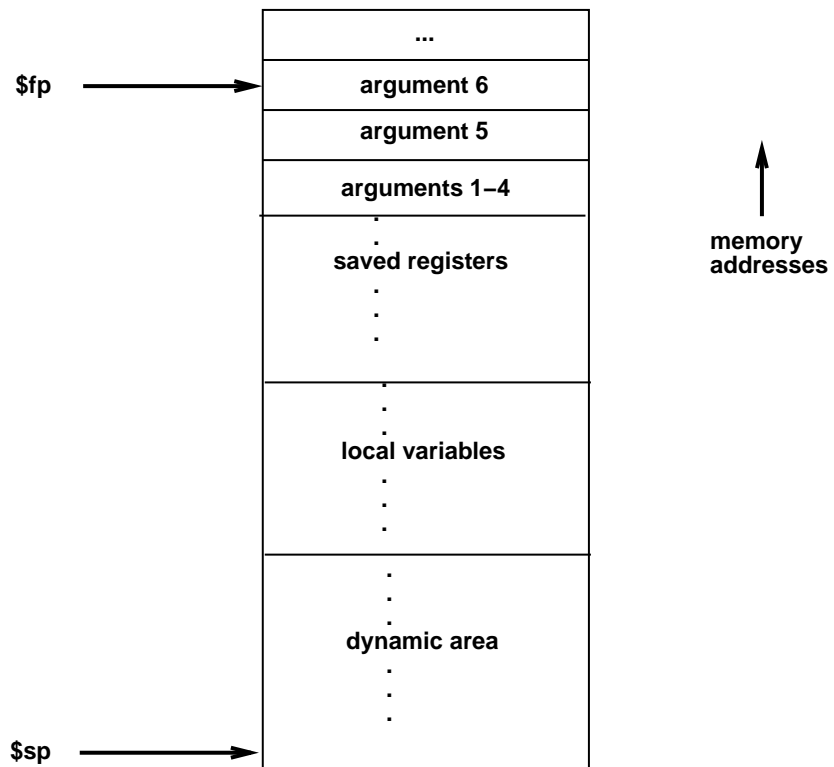 ...
$fp
argument 6
argument 5
arguments 1–4
memory
addresses
saved registers
local variables
dynamic area
$sp